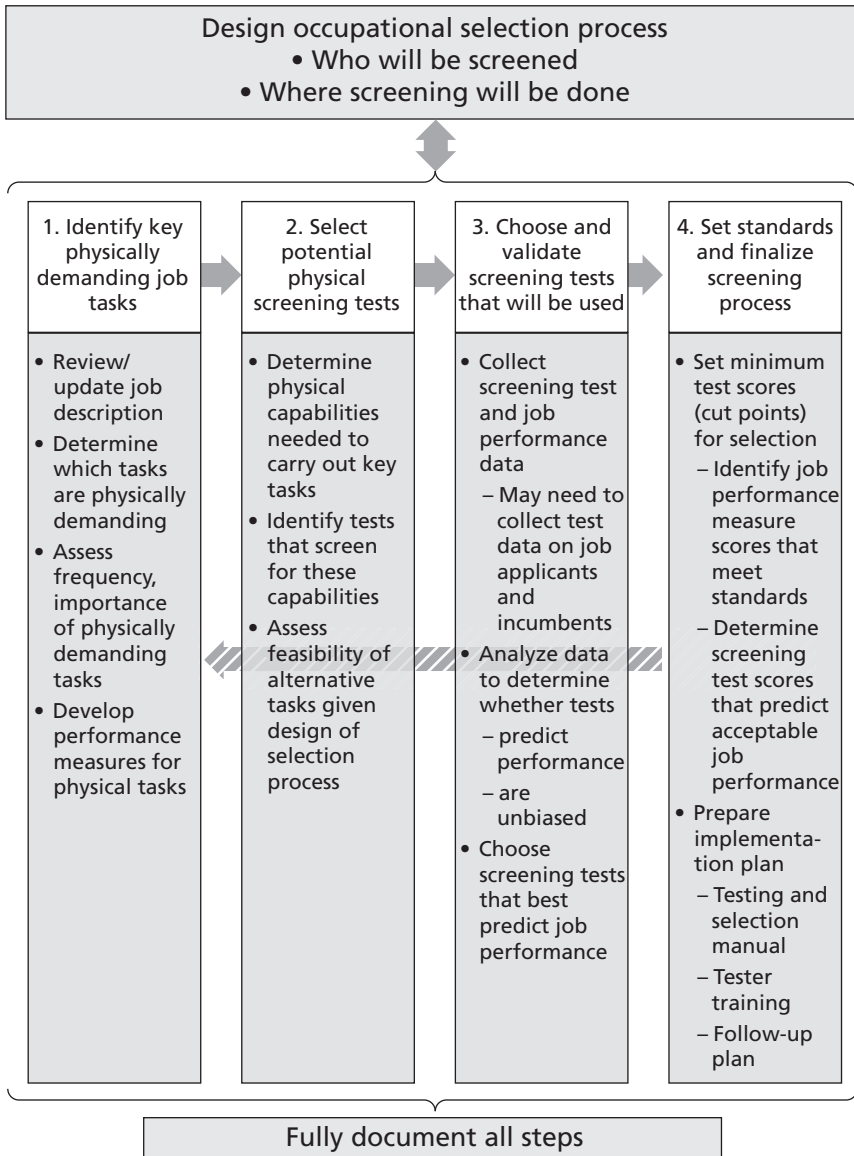 Design occupational selection process
• Who will be screened
• Where screening will be done
1. Identify key
physically
demanding job
tasks
• Review/
update job
description
• Determine
which tasks
are physically
demanding
• Assess
frequency,
importance
of physically
demanding
tasks
• Develop
performance
measures for
physical tasks
2. Select
potential
physical
screening tests
• Determine
physical
capabilities
needed to
carry out key
tasks
• Identify tests
that screen
for these
capabilities
• Assess
feasibility of
alternative
tasks given
design of
selection
process
3. Choose and
validate
screening tests
that will be used
• Collect
screening test
and job
performance
data
– May need to
collect test
data on job
applicants
and
incumbents
• Analyze data
to determine
whether tests
– predict
performance
– are
unbiased
• Choose
screening tests
that best
predict job
performance
4. Set standards
and finalize
screening
process
• Set minimum
test scores
(cut points)
for selection
– Identify job
performance
measure
scores that
meet
standards
– Determine
screening
test scores
that predict
acceptable
job
performance
• Prepare
implementa-
tion plan
– Testing and
selection
manual
– Tester
training
– Follow-up
plan
Fully document all steps